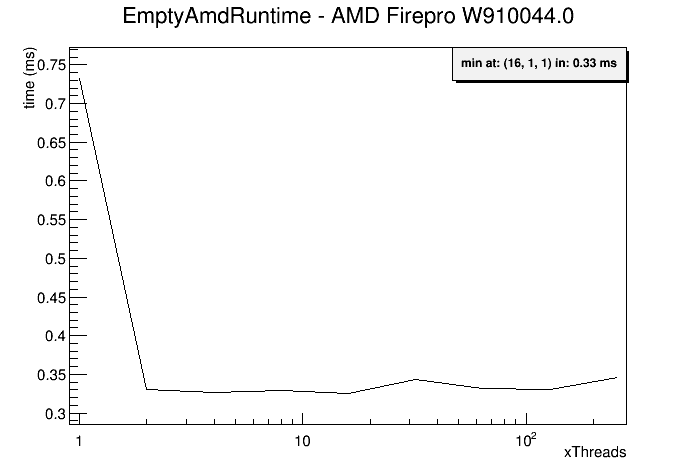 EmptyAmdRuntime - AMD Firepro W910044.0
time (ms)
min at: (16, 1, 1) in: 0.33 ms
0.75
0.7
0.65
0.6
0.55
0.5
0.45
0.4
0.35
0.3
1 10 10²
xThreads